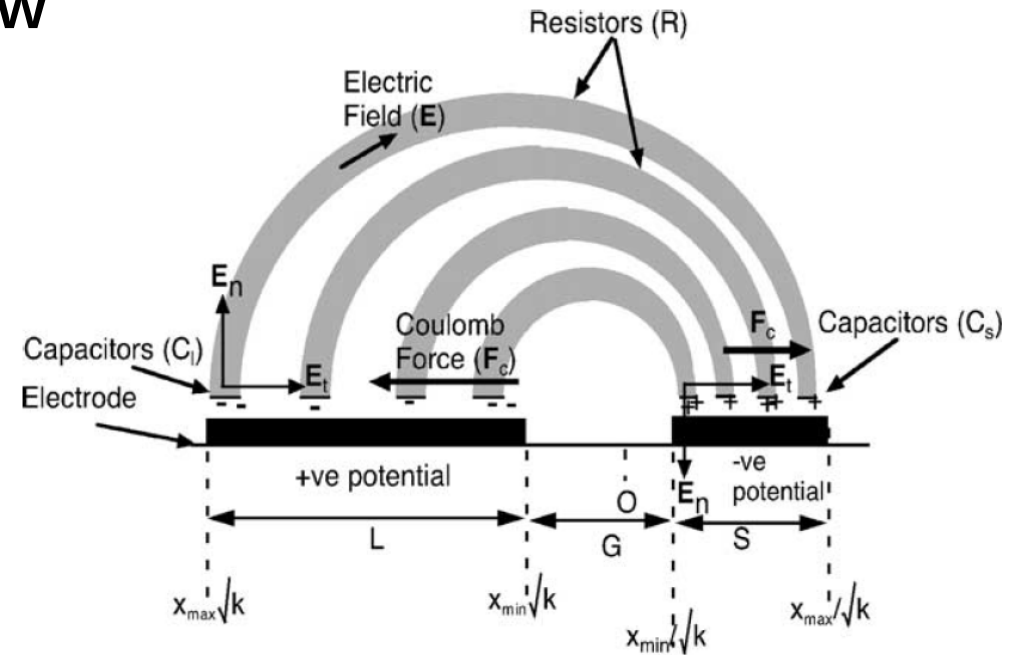 W
Resistors (R)
Electric
Field (E)
En
Coulomb
Force (Fc)
Fc
Capacitors (Cs)
Capacitors (Cl)
Et
Et
Electrode
- -
-
-
- -
+ +
+
+ +
+
+ve potential
-ve
potential
En
O
L
G
S
xmax√k
xmin√k
xmin/√k
xmax/√k